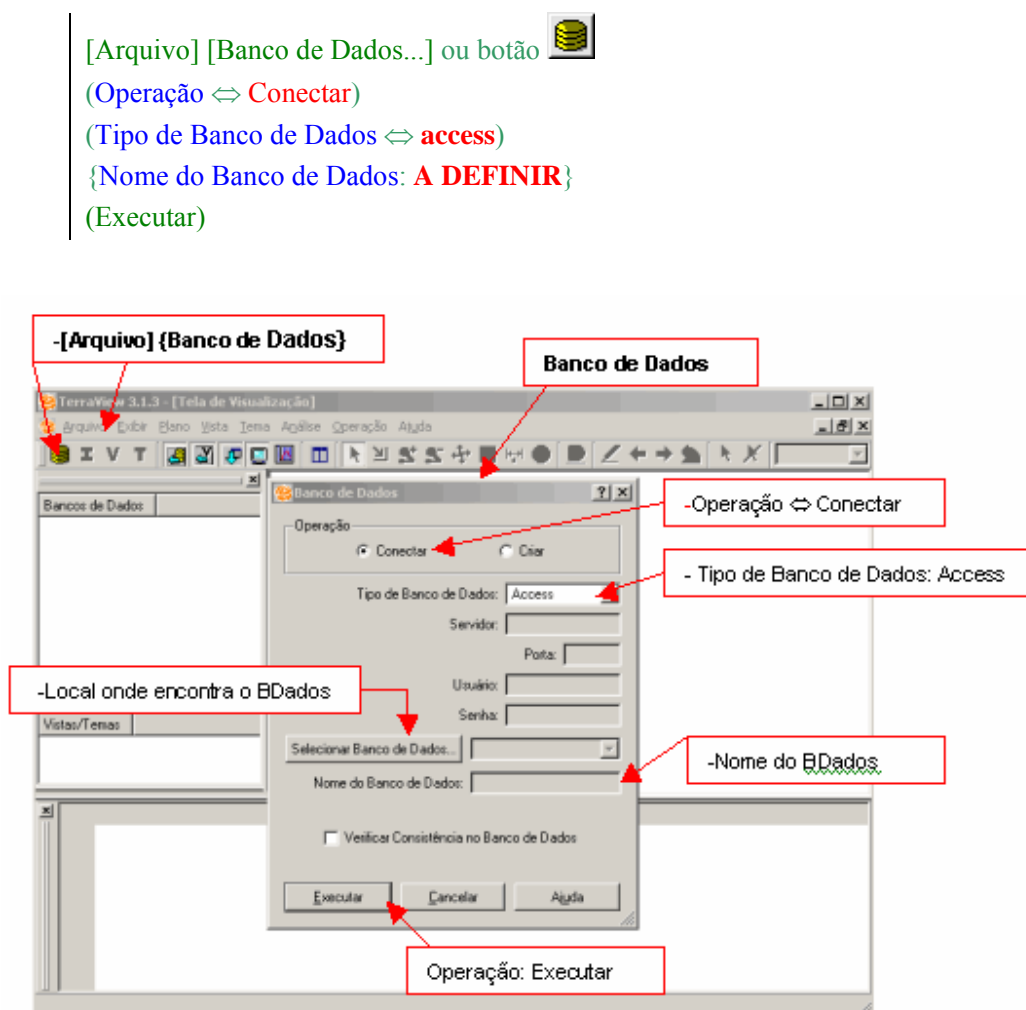 [Arquivo] [Banco de Dados...] ou botão
(Operação ⇔ Conectar)
(Tipo de Banco de Dados ⇔ access)
{Nome do Banco de Dados: A DEFINIR}
(Executar)
-[Arquivo] {Banco de Dados}
Banco de Dados
TerraView 3.1.3 - [Tela de Visualização]
Arquivo Exibir Plano Vista Tema Análise Operação Ajuda
I V T
Bancos de Dados
Banco de Dados
Operação
Conectar Criar
-Operação ⇔ Conectar
Tipo de Banco de Dados: Access
- Tipo de Banco de Dados: Access
Servidor:
Porta:
Usuário:
-Local onde encontra o BDados
Senha:
Vistas/Temas
Selecionar Banco de Dados...
Nome do Banco de Dados:
-Nome do BDados
Verificar Consistência no Banco de Dados
Executar Cancelar Ajuda
Operação: Executar